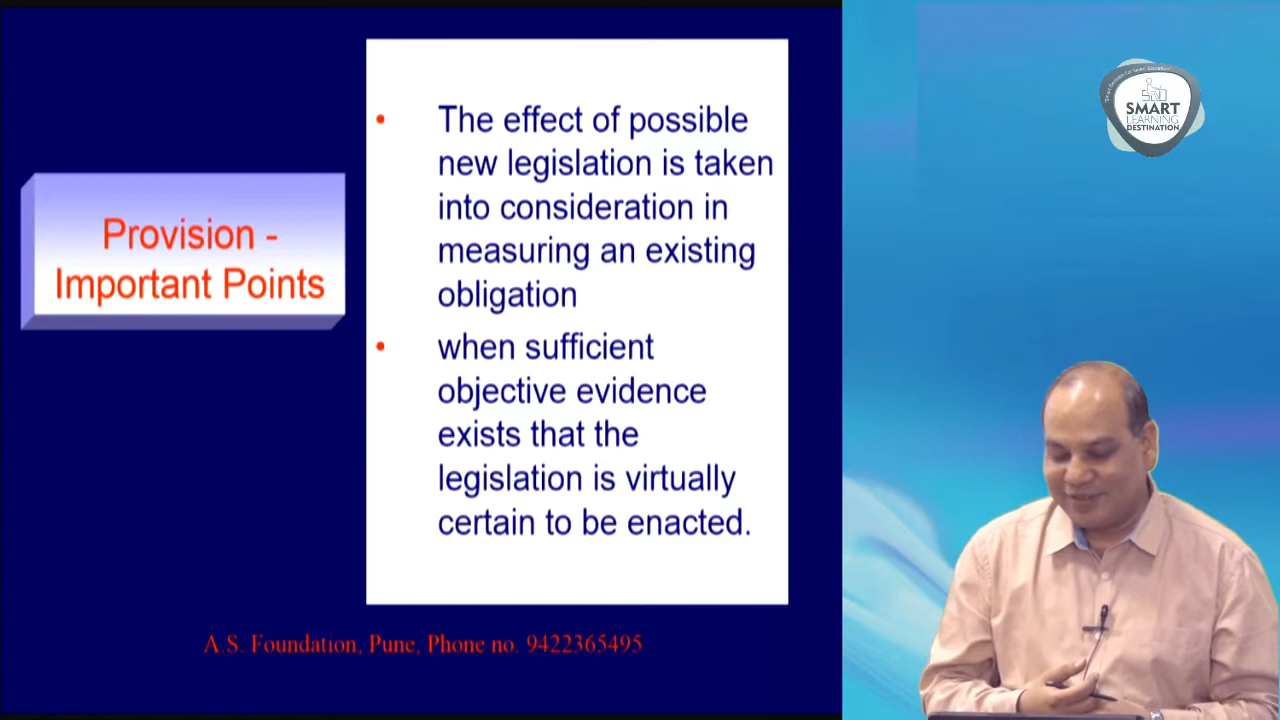 Provision -
Important Points
• The effect of possible
new legislation is taken
into consideration in
measuring an existing
obligation
• when sufficient
objective evidence
exists that the
legislation is virtually
certain to be enacted.
A.S. Foundation, Pune, Phone no. 9422365495
SMART
LEARNING
DESTINATION